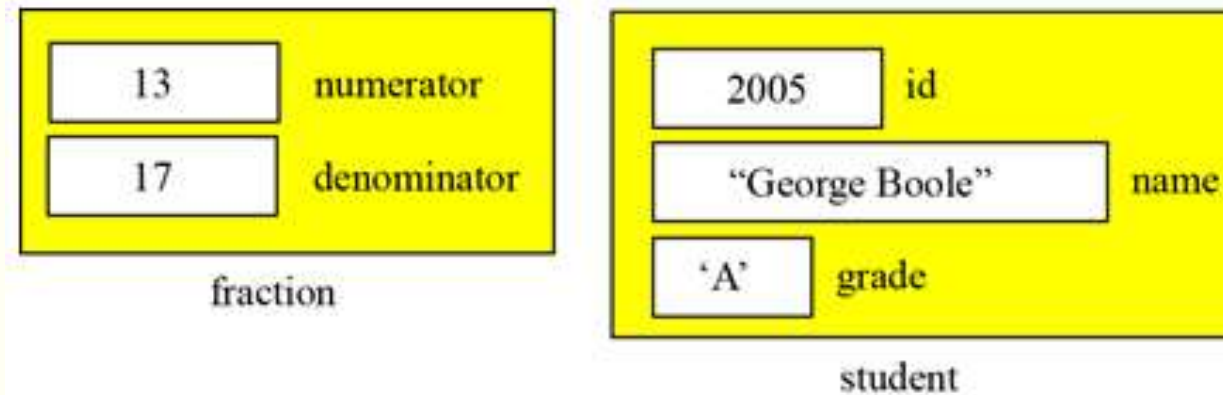 13 numerator
17 denominator
fraction
2005 id
“George Boole” name
‘A’ grade
student